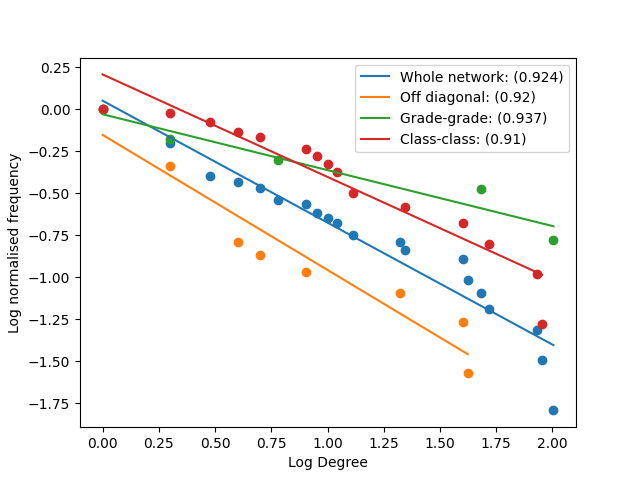 Whole network: (0.924)
Off diagonal: (0.92)
Grade-grade: (0.937)
Class-class: (0.91)
Log normalised frequency
0.25
0.00
−0.25
−0.50
−0.75
−1.00
−1.25
−1.50
−1.75
0.00 0.25 0.50 0.75 1.00 1.25 1.50 1.75 2.00
Log Degree